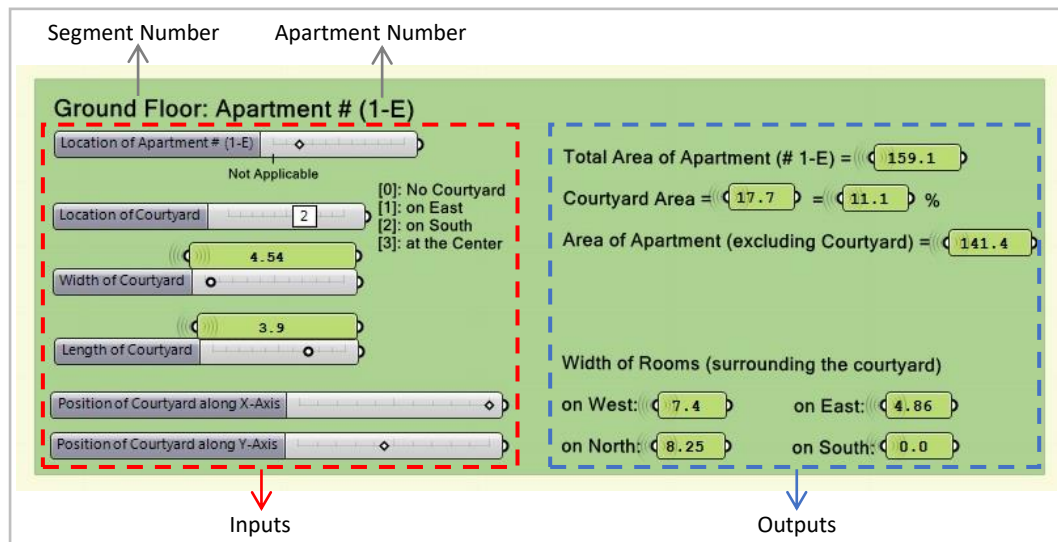 Segment Number
Apartment Number
Ground Floor: Apartment # (1-E)
Location of Apartment # (1-E)
Not Applicable
[0]: No Courtyard
[1]: on East
[2]: on South
[3]: at the Center
Location of Courtyard
2
4.54
Width of Courtyard
3.9
Length of Courtyard
Position of Courtyard along X-Axis
Position of Courtyard along Y-Axis
Total Area of Apartment (# 1-E) = 159.1
Courtyard Area = 17.7 = 11.1 %
Area of Apartment (excluding Courtyard) = 141.4
Width of Rooms (surrounding the courtyard)
on West: 7.4 on East: 4.86
on North: 8.25 on South: 0.0
Inputs
Outputs